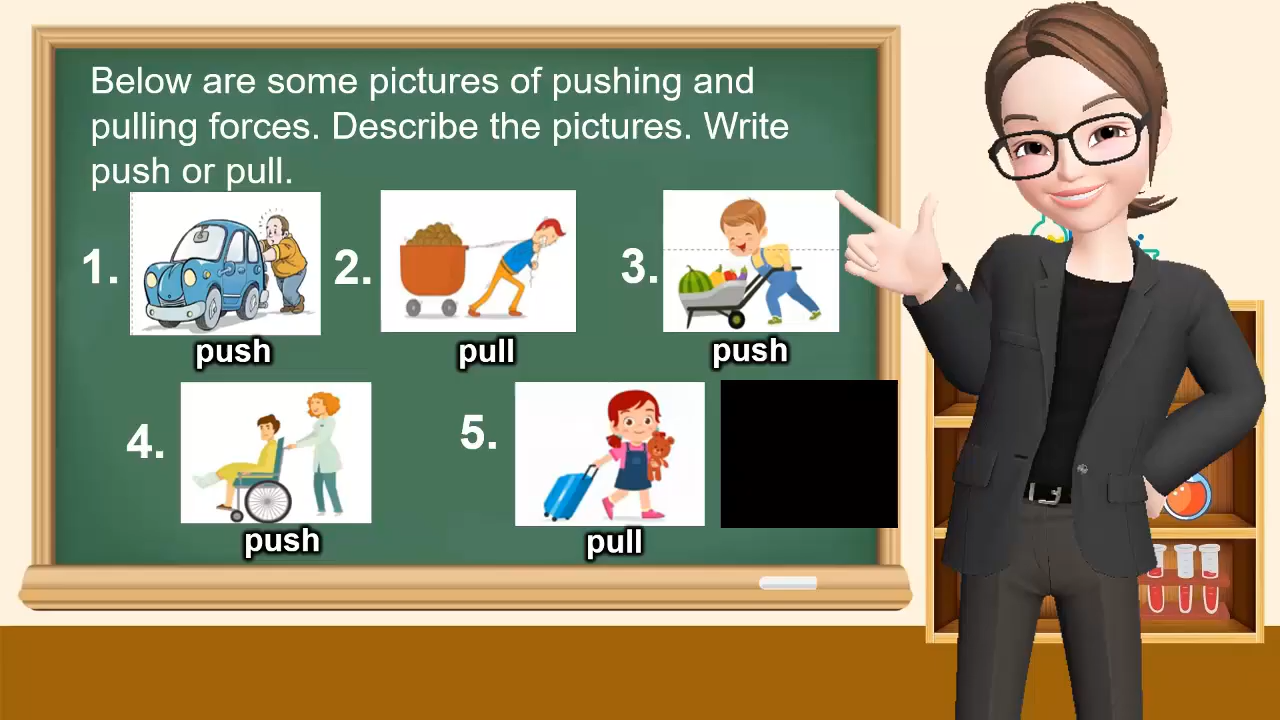 Below are some pictures of pushing and
pulling forces. Describe the pictures. Write
push or pull.
1.
2.
3.
push
pull
push
4.
5.
push
pull